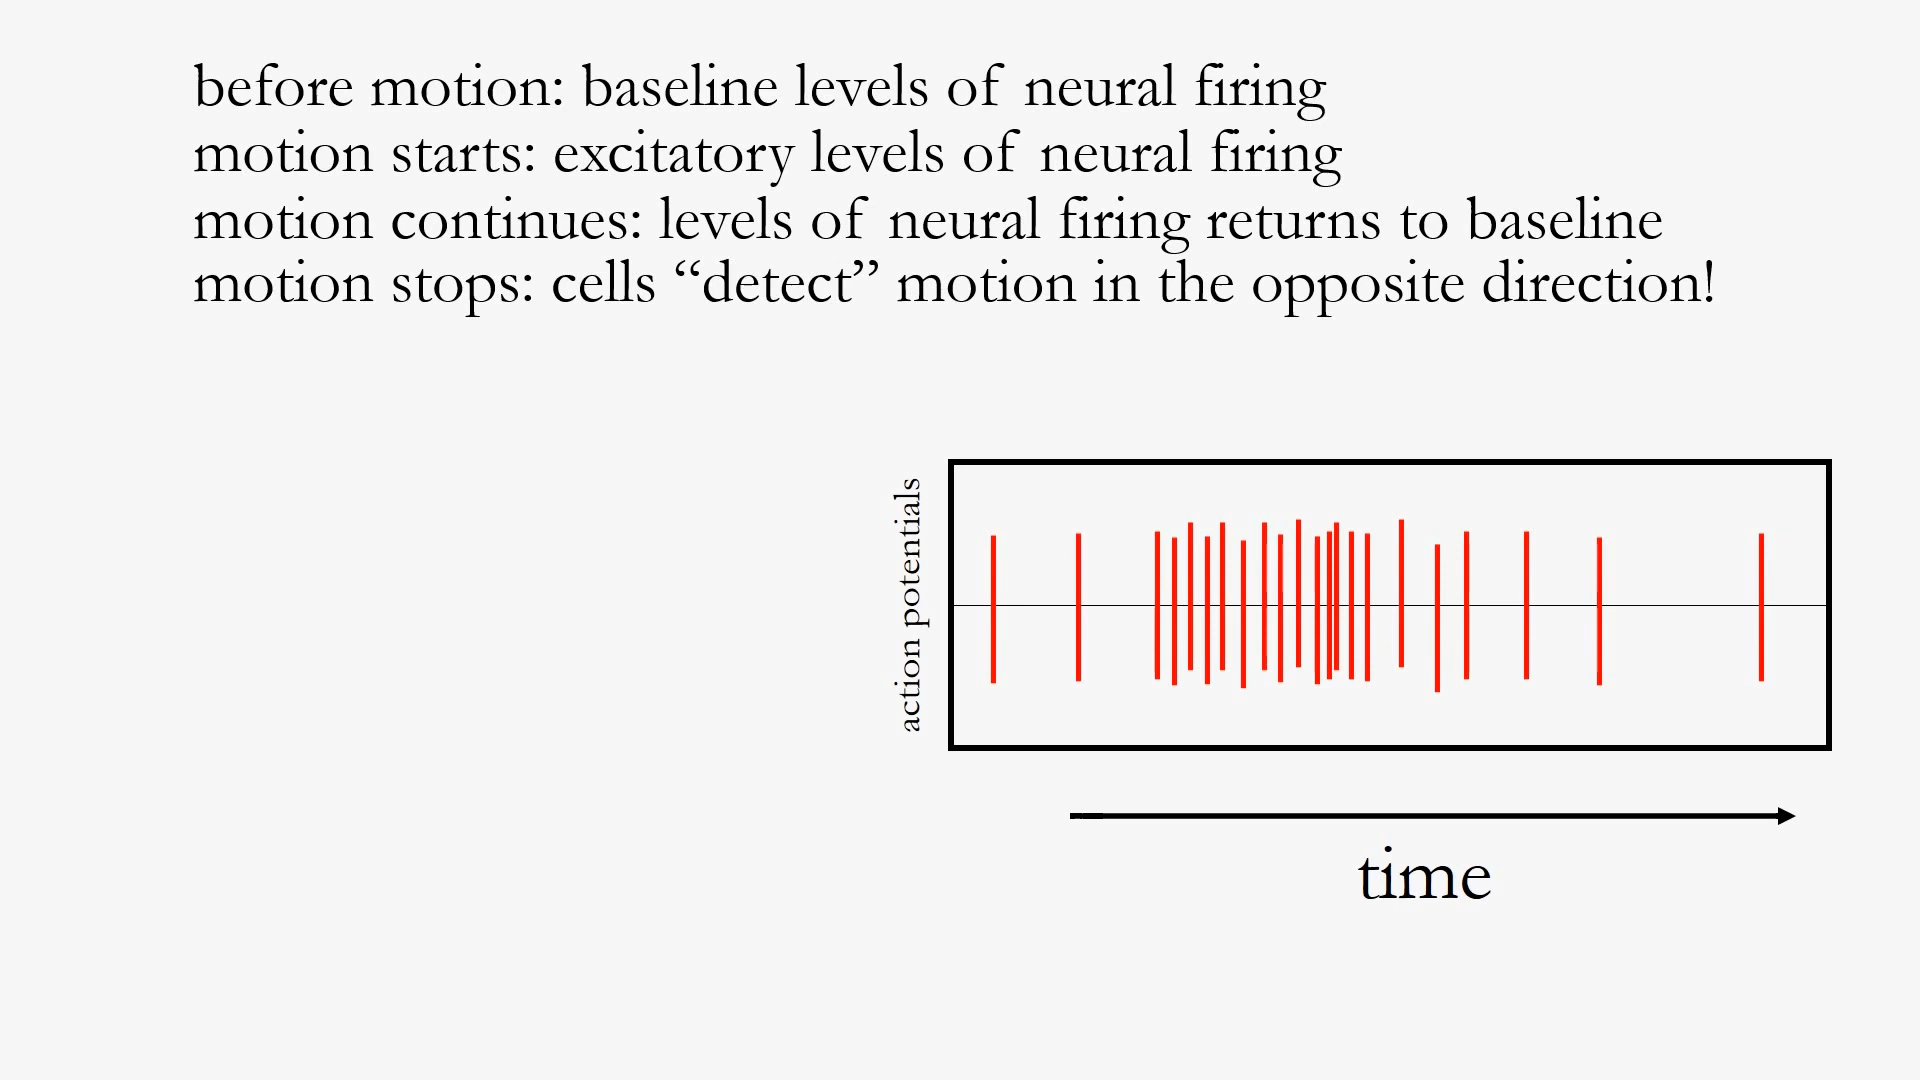 before motion: baseline levels of neural firing
motion starts: excitatory levels of neural firing
motion continues: levels of neural firing returns to baseline
motion stops: cells “detect” motion in the opposite direction!
action potentials
time